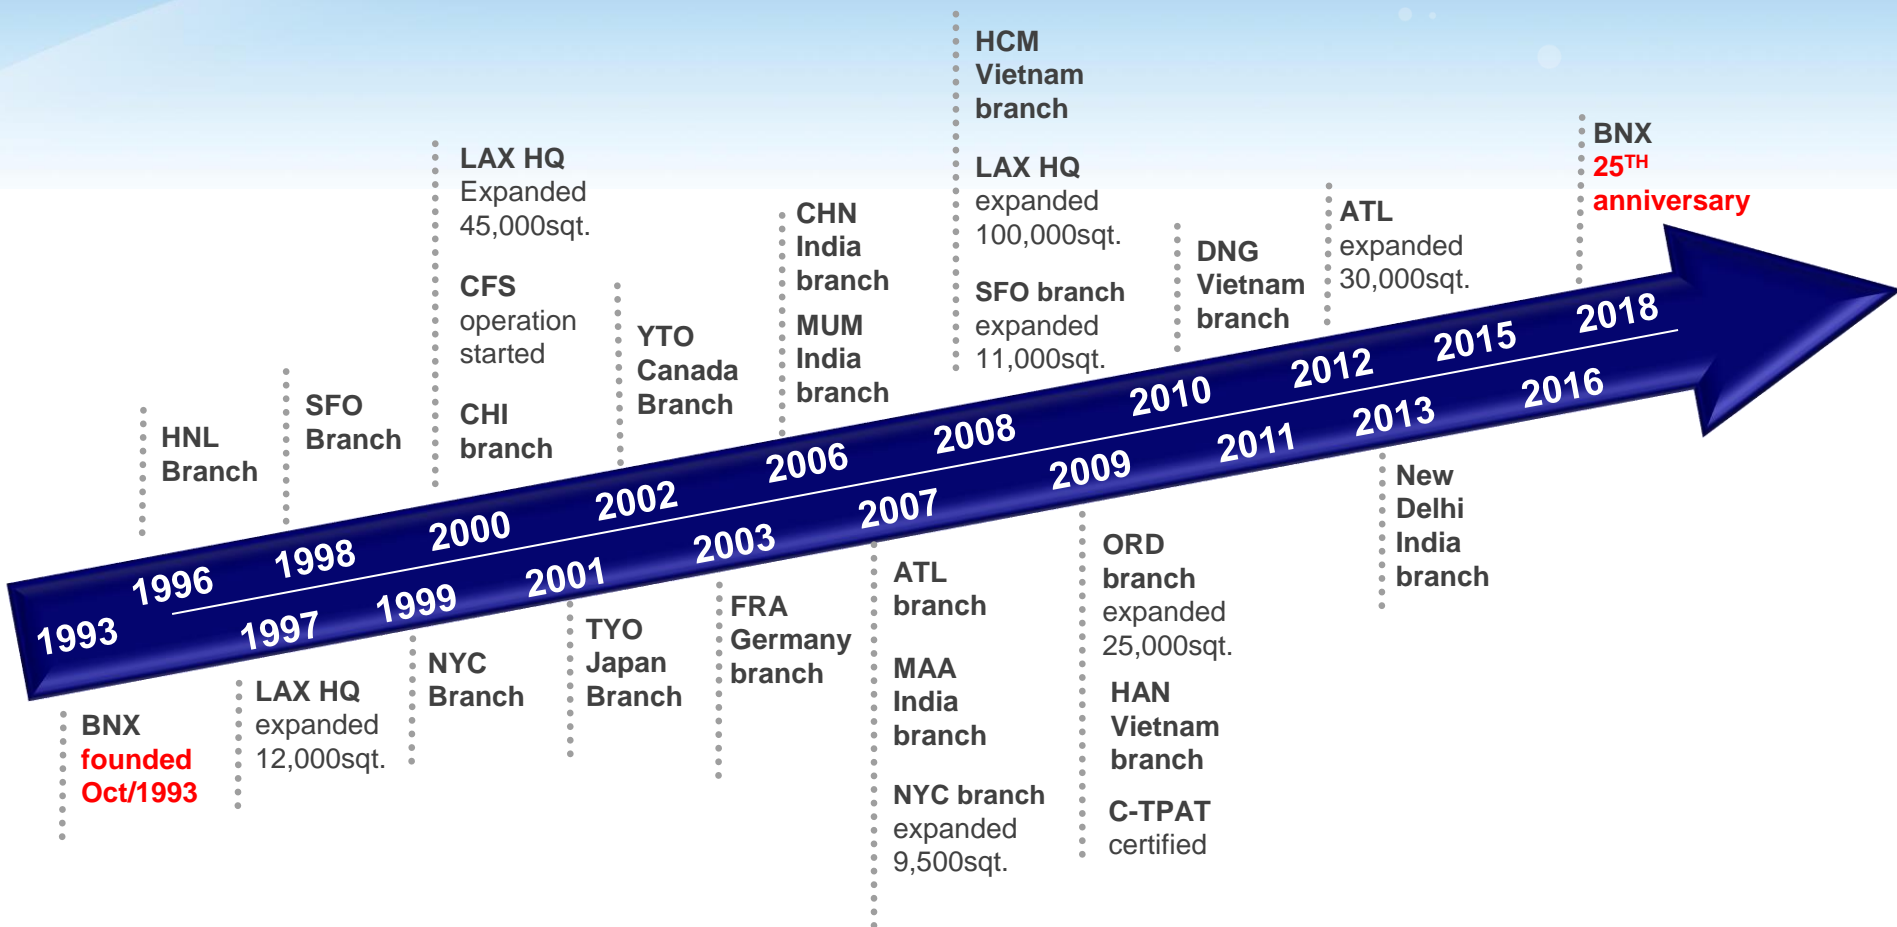 HCM
Vietnam
branch
LAX HQ
expanded
100,000sqt.
SFO branch
expanded
11,000sqt.
BNX
25TH
anniversary
LAX HQ
Expanded
45,000sqt.
CFS
operation
started
CHI
branch
CHN
India
branch
MUM
India
branch
ATL
expanded
30,000sqt.
DNG
Vietnam
branch
YTO
Canada
Branch
SFO
Branch
HNL
Branch
1993
1996
1998
2000
2002
2006
2008
2010
2012
2015
2018
1997
1999
2001
2003
2007
2009
2011
2013
2016
BNX
founded
Oct/1993
LAX HQ
expanded
12,000sqt.
NYC
Branch
TYO
Japan
Branch
FRA
Germany
branch
ATL
branch
MAA
India
branch
NYC branch
expanded
9,500sqt.
ORD
branch
expanded
25,000sqt.
HAN
Vietnam
branch
C-TPAT
certified
New
Delhi
India
branch